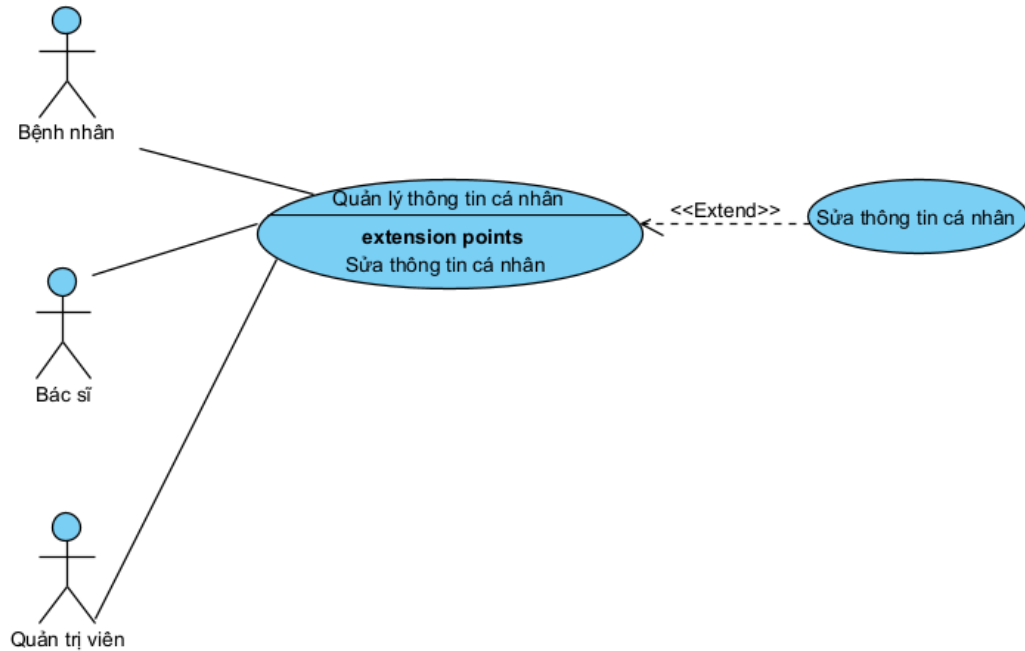 Bệnh nhân
Quản lý thông tin cá nhân
extension points
Sửa thông tin cá nhân
<<Extend>>
Sửa thông tin cá nhân
Bác sĩ
Quản trị viên